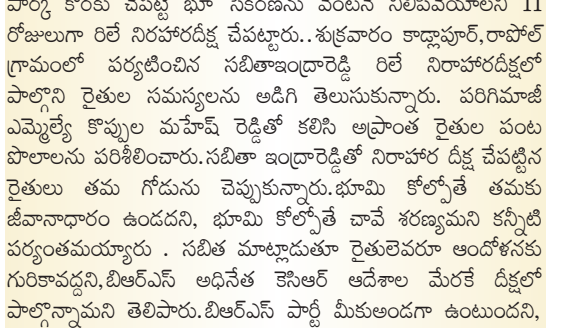 పార్క్ కొరకు చేపట్టే భూ సేకరణను వెంటనే నిలిపివేయాలని 11
రోజులుగా రిలే నిరహారదీక్ష చేపట్టారు..శుక్రవారం కాడ్లాపూర్,రాపోల్
గ్రామంలో పర్యటించిన సబితాఇంద్రారెడ్డి రిలే నిరాహారదీక్షలో
పాల్గొని రైతుల సమస్యలను అడిగి తెలుసుకున్నారు. పరిగిమాజీ
ఎమ్మెల్యే కొప్పుల మహేష్ రెడ్డితో కలిసి అప్రాంత రైతుల పంట
పొలాలను పరిశీలించారు.సబితా ఇంద్రారెడ్డితో నిరాహార దీక్ష చేపట్టిన
రైతులు తమ గోడును చెప్పుకున్నారు.భూమి కోల్పోతే తమకు
జీవానాధారం ఉండదని, భూమి కోల్పోతే చావే శరణ్యమని కన్నీటి
పర్యంతమయ్యారు . సబిత మాట్లాడుతూ రైతులెవరూ ఆందోళనకు
గురికావద్దని,బిఆర్ఎస్ అధినేత కెసిఆర్ ఆదేశాల మేరకే దీక్షలో
పాల్గొన్నామని తెలిపారు.బిఆర్ఎస్ పార్టీ మీకుఅండగా ఉంటుందని,